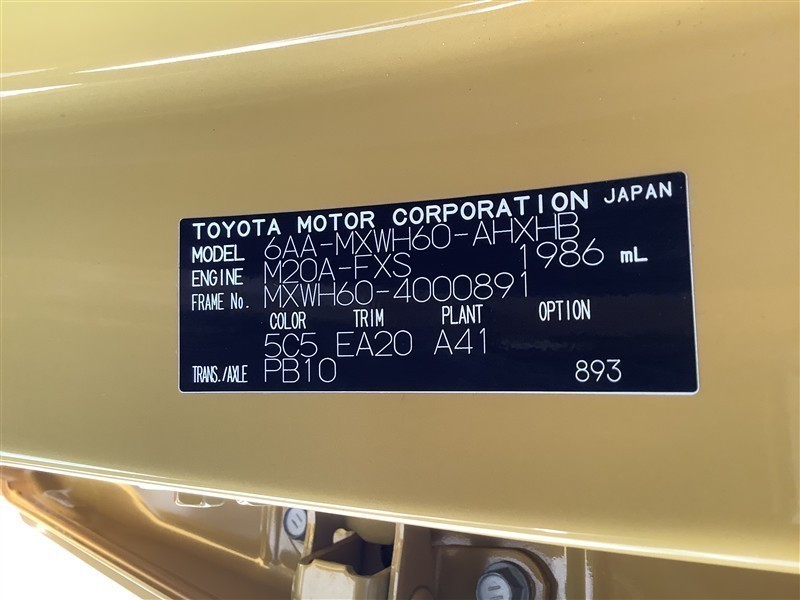 TOYOTA MOTOR CORPORATION JAPAN
MODEL 6AA-MXWH60-AHXHB
ENGINE M20A-FXS 1986 mL
FRAME No. MXWH60-4000891
COLOR TRIM PLANT OPTION
5C5 EA20 A41
TRANS./AXLE PB10 893